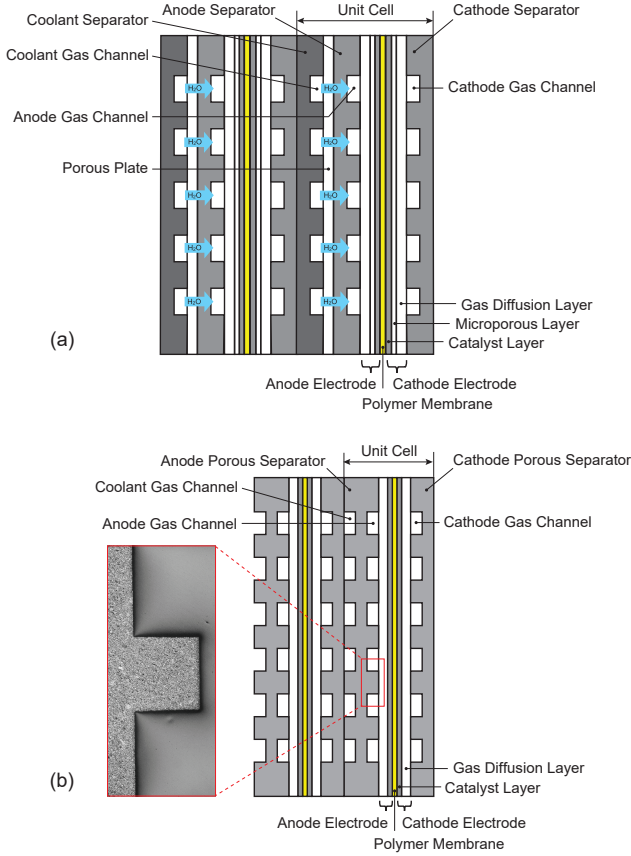 Anode Separator
Unit Cell
Cathode Separator
Coolant Separator
Coolant Gas Channel
Cathode Gas Channel
Anode Gas Channel
Porous Plate
H₂O H₂O
H₂O H₂O
H₂O H₂O
H₂O H₂O
H₂O H₂O
Gas Diffusion Layer
(a)
Microporous Layer
Catalyst Layer
Anode Electrode Cathode Electrode
Polymer Membrane
Unit Cell
Anode Porous Separator
Cathode Porous Separator
Coolant Gas Channel
Anode Gas Channel
Cathode Gas Channel
(b)
Gas Diffusion Layer
Catalyst Layer
Anode Electrode Cathode Electrode
Polymer Membrane